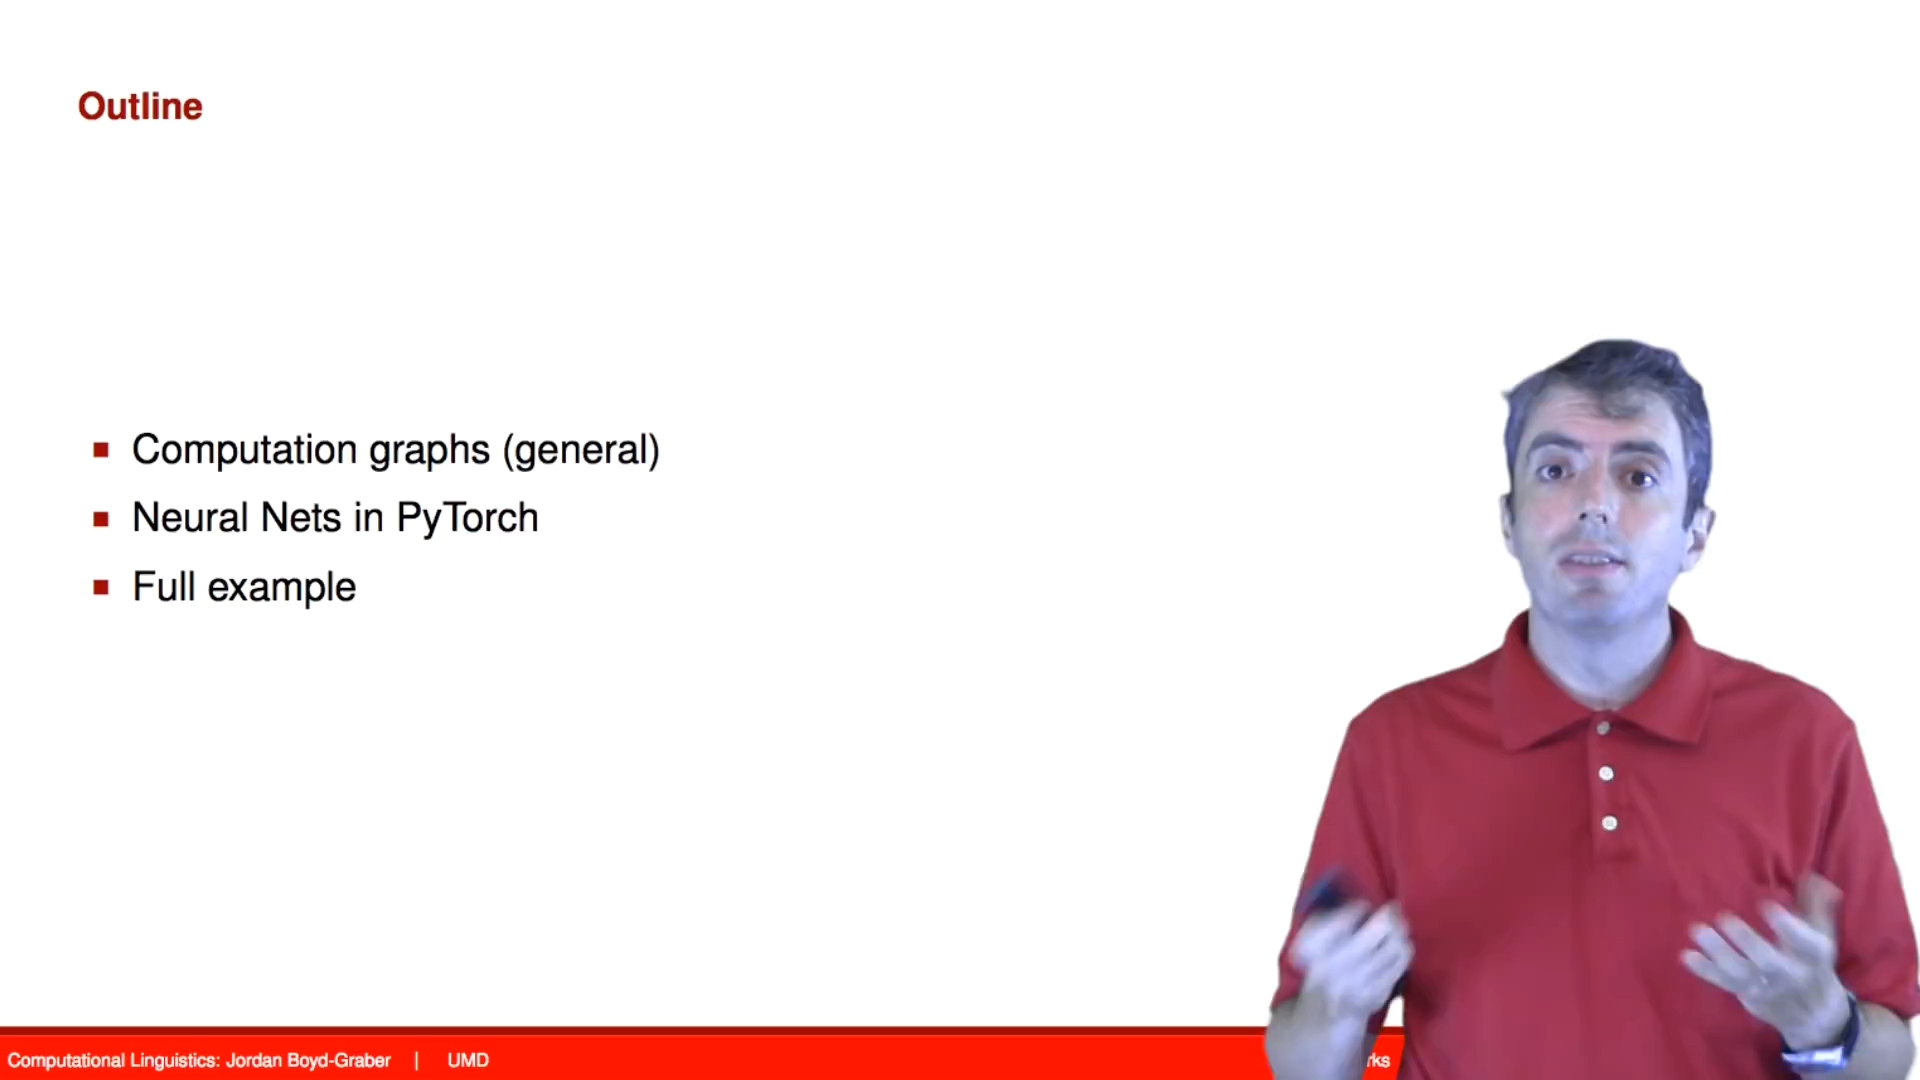 Outline
Computation graphs (general)
Neural Nets in PyTorch
Full example
Computational Linguistics: Jordan Boyd-Graber | UMD